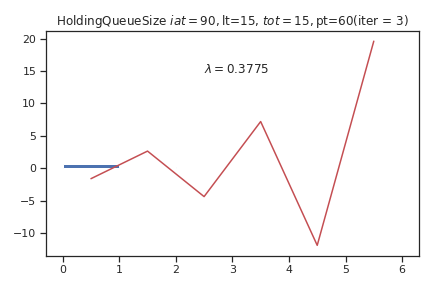 HoldingQueueSize iat = 90, lt=15, tot = 15, pt=60(iter = 3)
λ = 0.3775
20
15
10
5
0
−5
−10
0 1 2 3 4 5 6